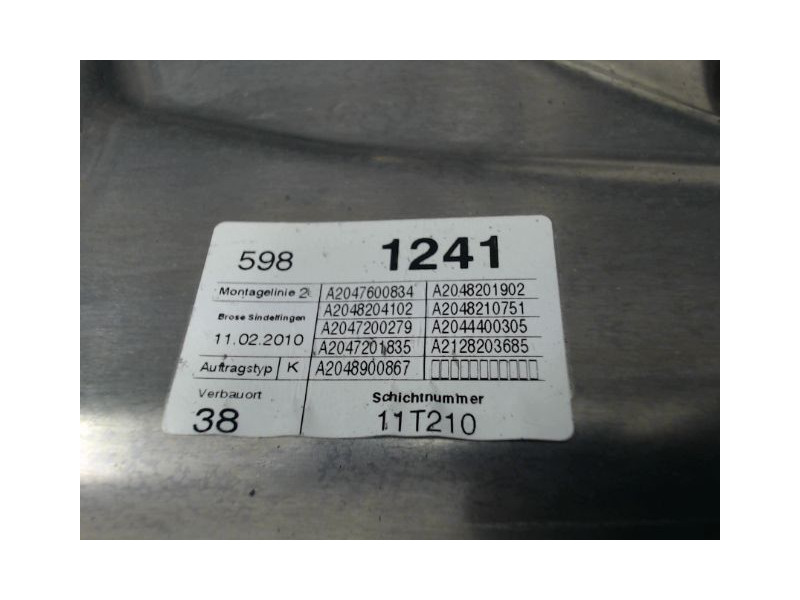 598 1241
Montagelinie 2 A2047600834 A2048201902
A2048204102 A2048210751
Brose Sindelfingen A2047200279 A2044400305
11.02.2010 A2047201835 A2128203685
Auftragstyp K A2048900867
Verbauort Schichtnummer
38 11T210